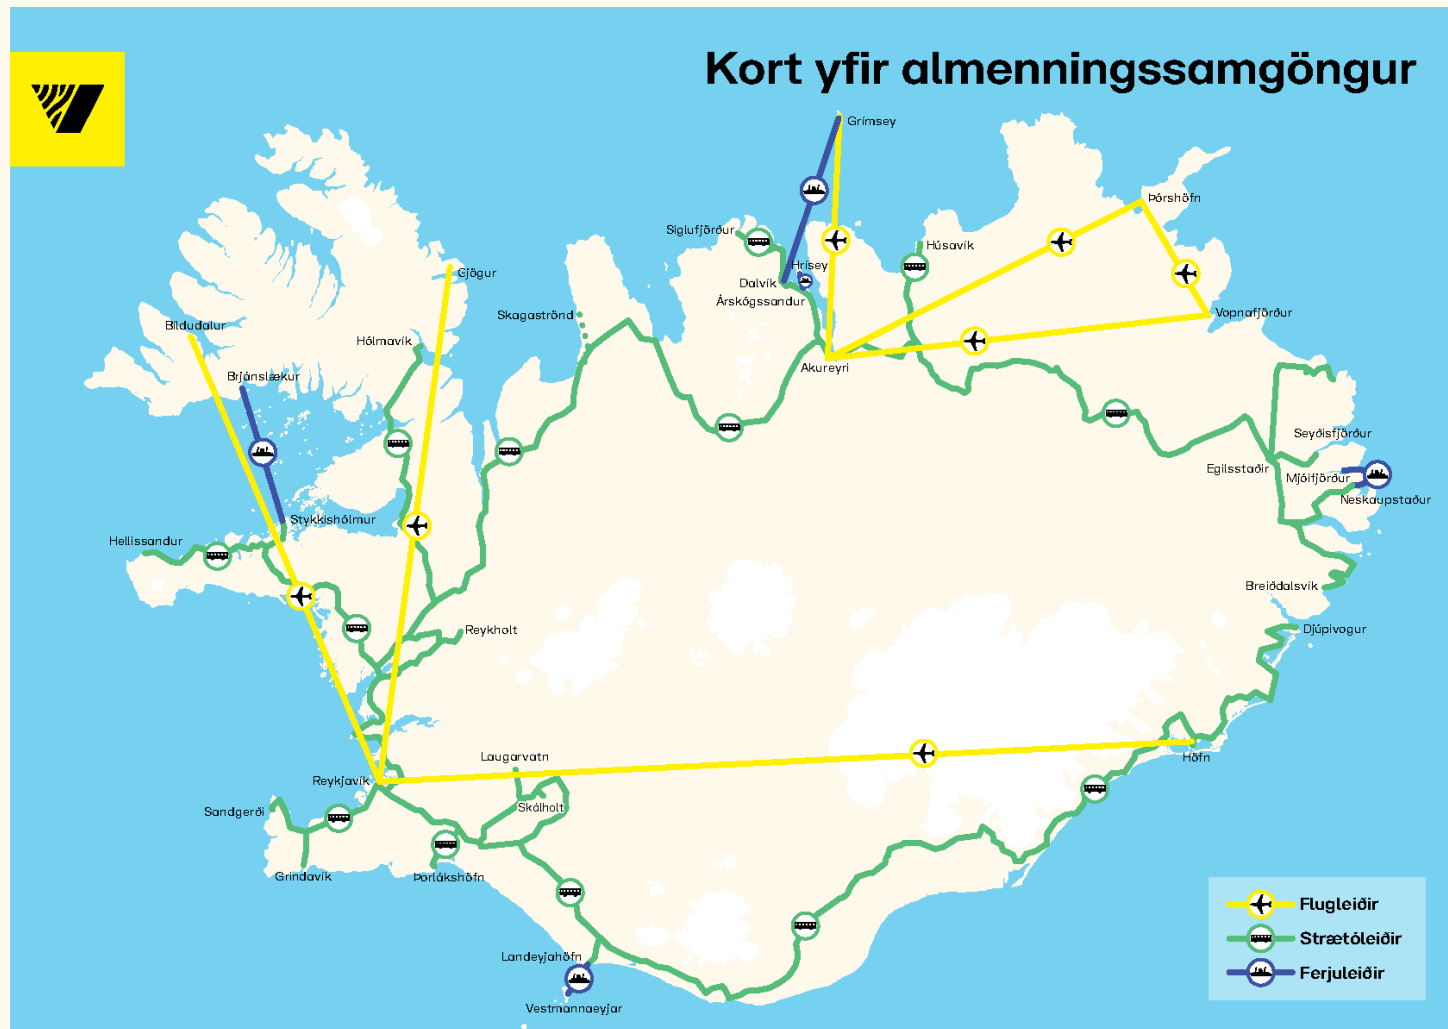 Kort yfir almenningssamgöngur
Grímsey
Þórshöfn
Siglufjörður
Húsavík
Hrísey
Gjögur
Dalvík
Árskógssandur
Skagaströnd
Vopnafjörður
Bíldudalur
Hólmavík
Akureyri
Brjánslækur
Seyðisfjörður
Egilsstaðir
Mjóifjörður
Neskaupstaður
Stykkishólmur
Hellissandur
Breiðdalsvík
Reykholt
Djúpivogur
Laugarvatn
Höfn
Reykjavík
Skálholt
Sandgerði
Grindavík
Þorlákshöfn
Flugleiðir
Strætóleiðir
Landeyjahöfn
Ferjuleiðir
Vestmannaeyjar